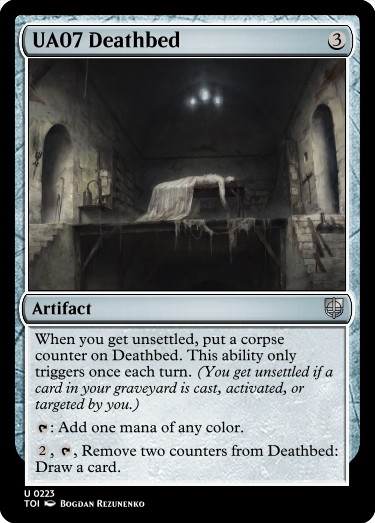 UA07 Deathbed 3
Artifact
When you get unsettled, put a corpse
counter on Deathbed. This ability only
triggers once each turn. (You get unsettled if a
card in your graveyard is cast, activated, or
targeted by you.)
: Add one mana of any color.
2, , Remove two counters from Deathbed:
Draw a card.
U 0223
TOI Bogdan Rezunenko